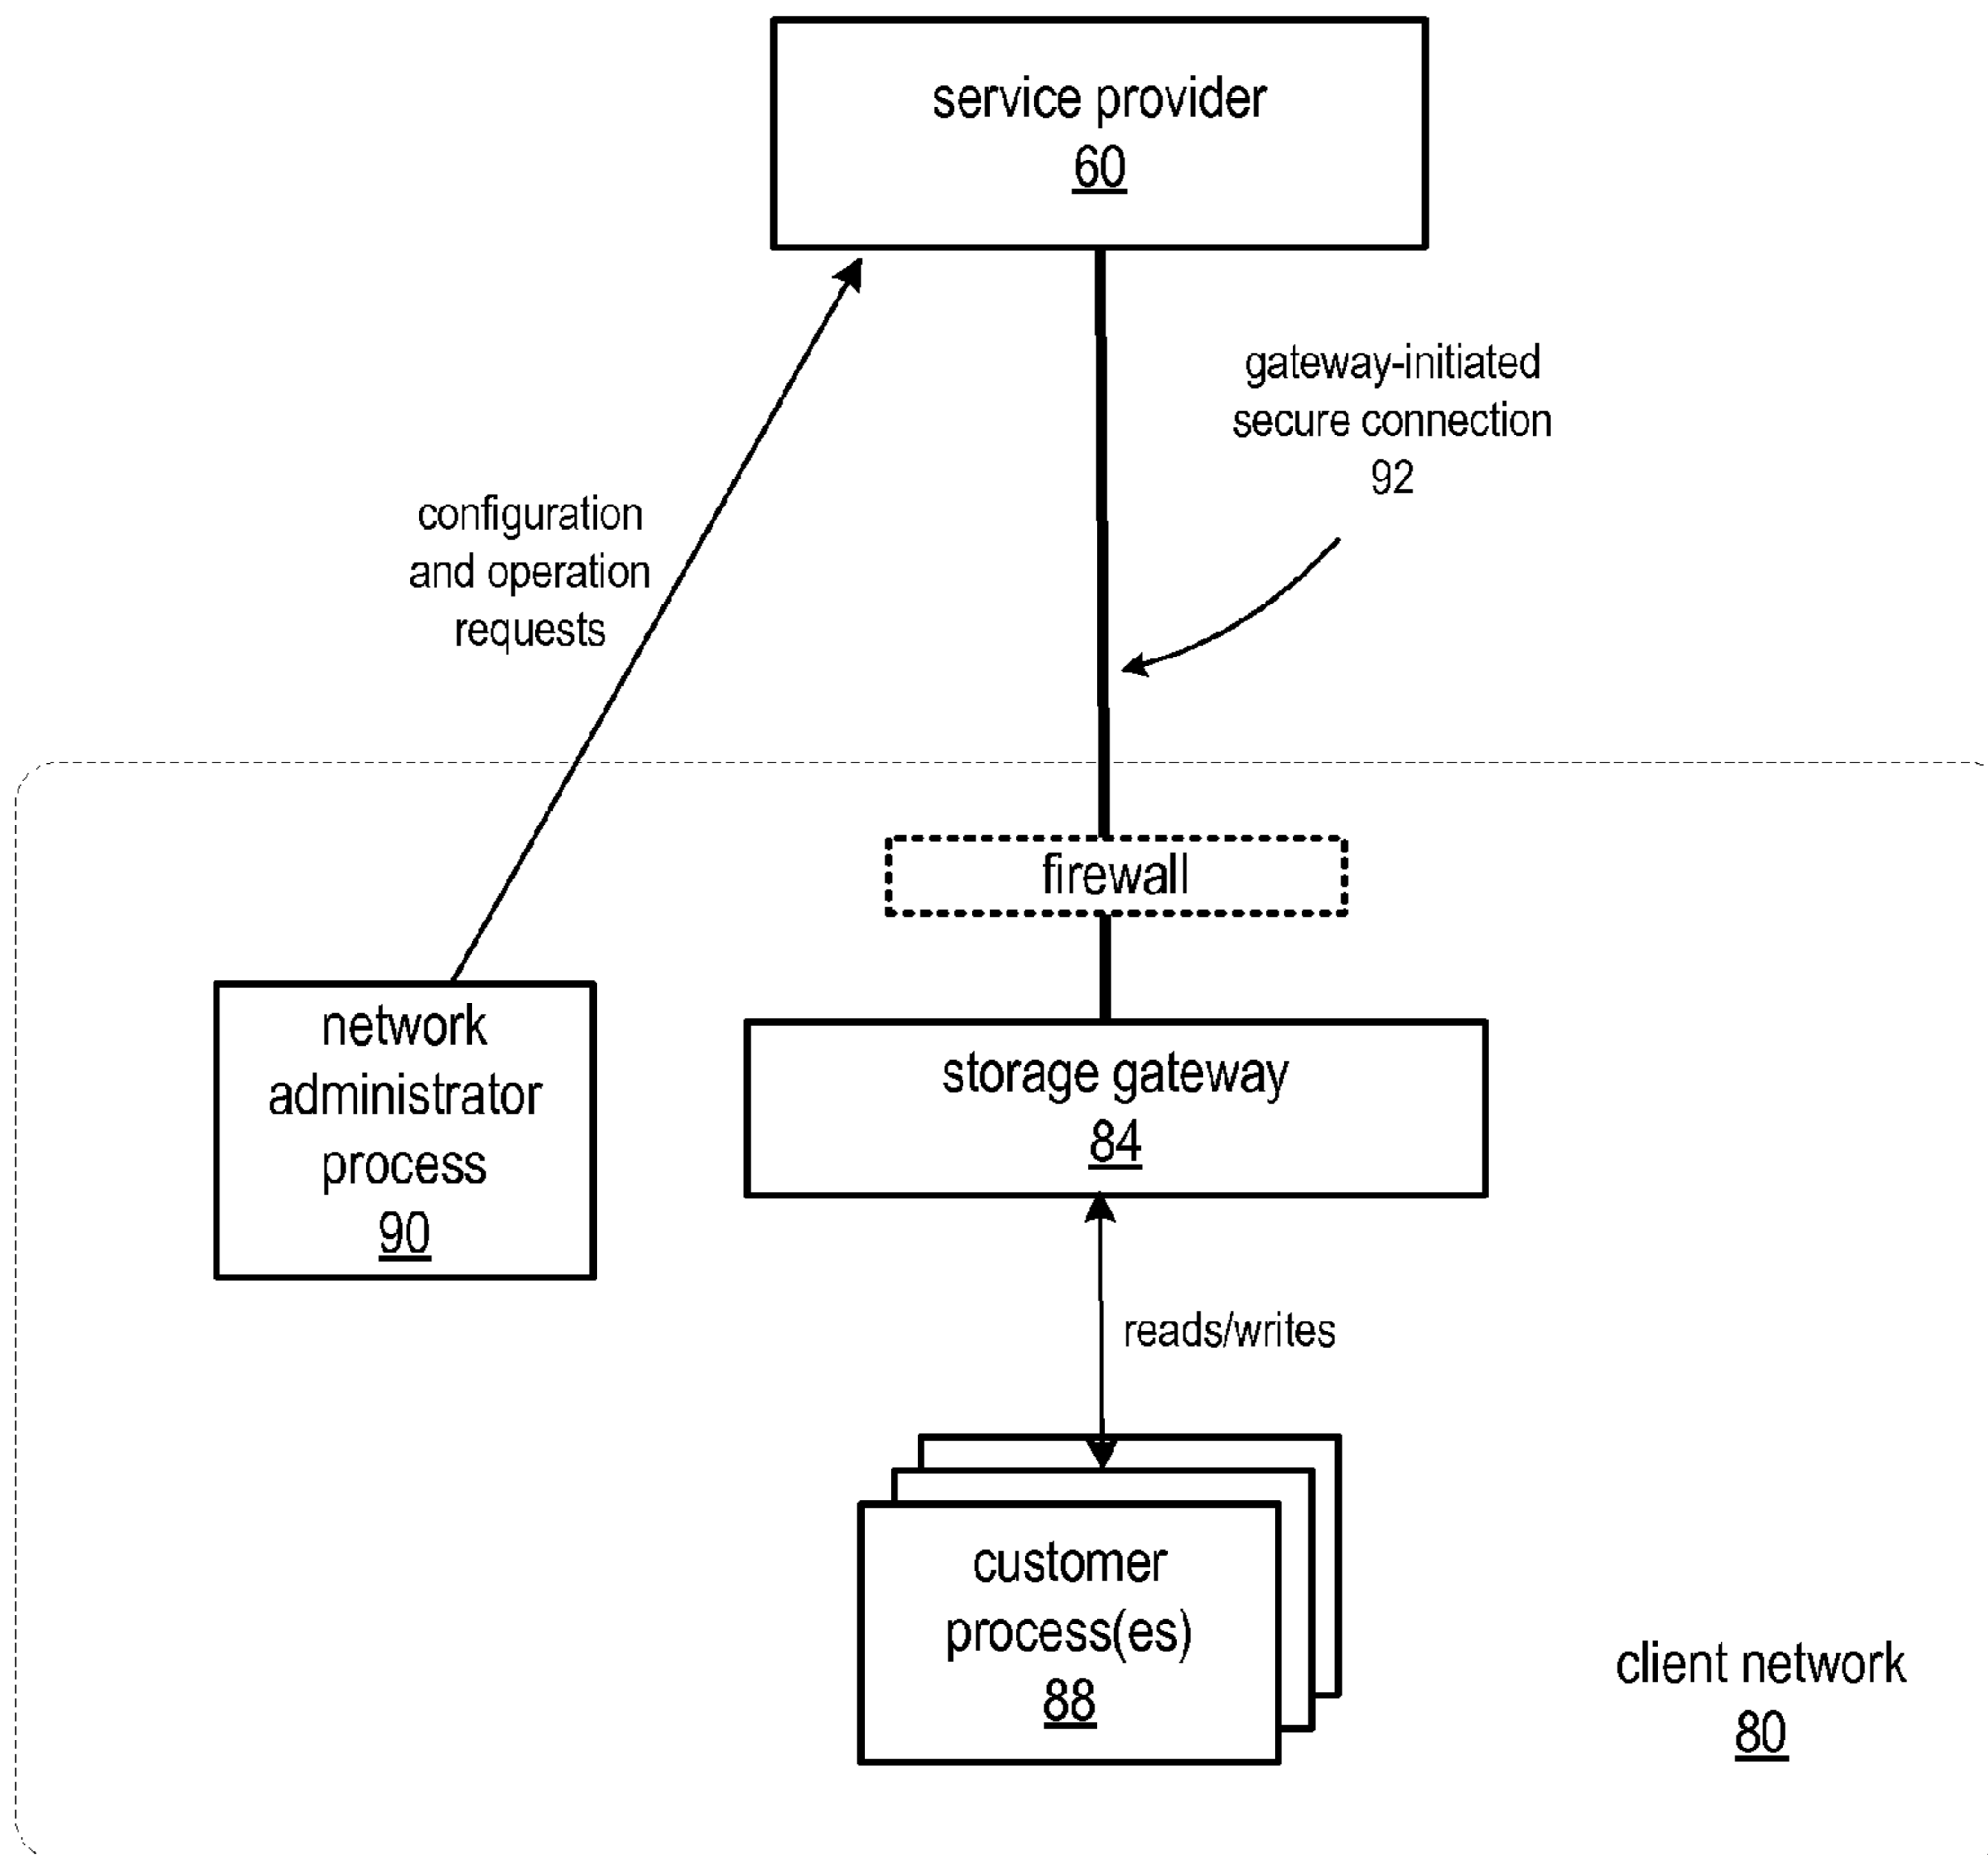 service provider
60
gateway-initiated
secure connection
92
configuration
and operation
requests
firewall
network
administrator
process
90
storage gateway
84
reads/writes
customer
process(es)
88
client network
80